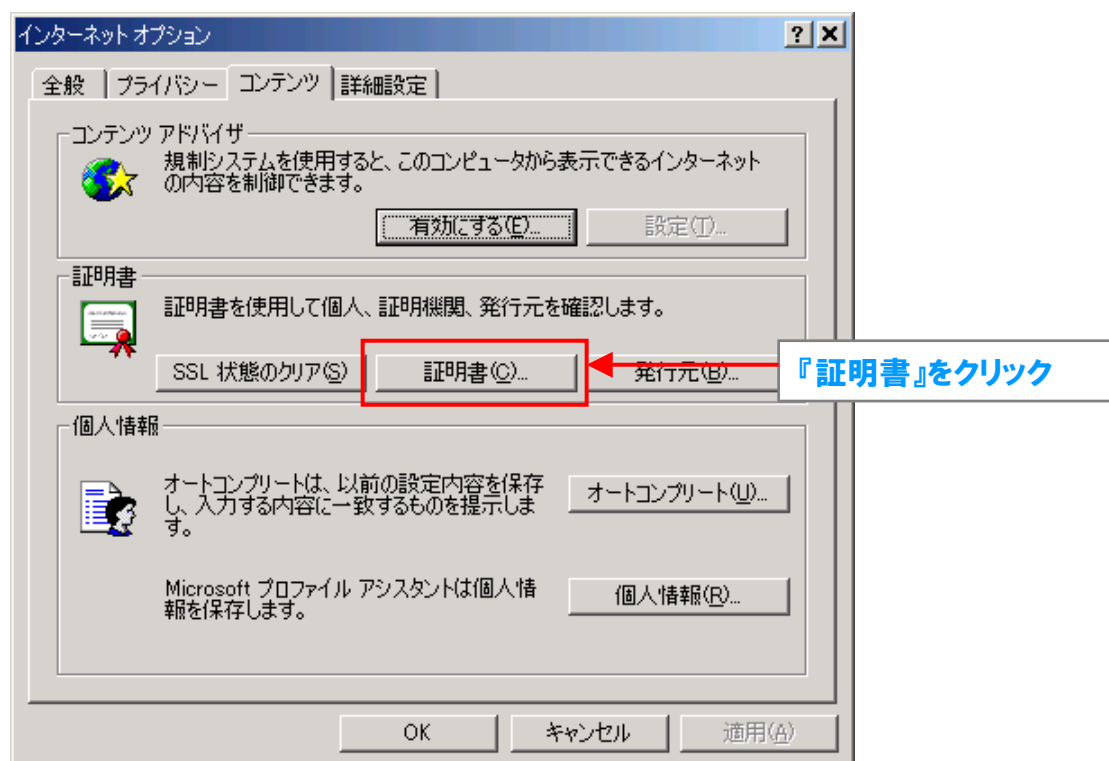 インターネット オプション
全般 プライバシー コンテンツ 詳細設定
コンテンツ アドバイザ
規制システムを使用すると、このコンピュータから表示できるインターネット
の内容を制御できます。
有効にする(E)... 設定(T)...
証明書
証明書を使用して個人、証明機関、発行元を確認します。
SSL 状態のクリア(S) 証明書(C)... 発行元(B)...
『証明書』をクリック
個人情報
オートコンプリートは、以前の設定内容を保存
し、入力する内容に一致するものを提示しま
す。
オートコンプリート(U)...
Microsoft プロファイル アシスタントは個人情
報を保存します。
個人情報(R)...
OK キャンセル 適用(A)